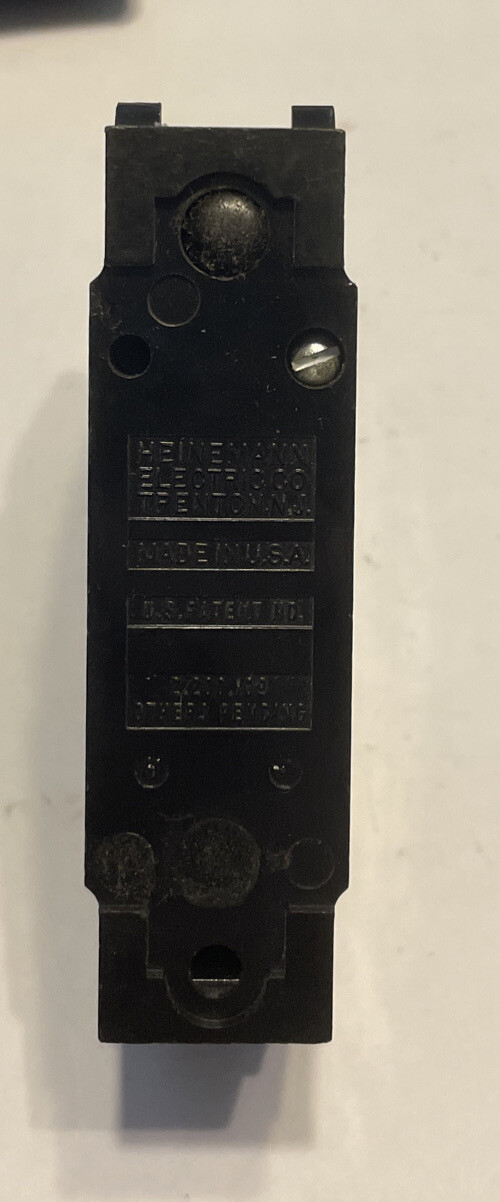 HEINEMANN
ELECTRIC CO
TRENTON.N.J.
MADE IN U.S.A.
U.S. PATENT NO.
OTHERS PENDING